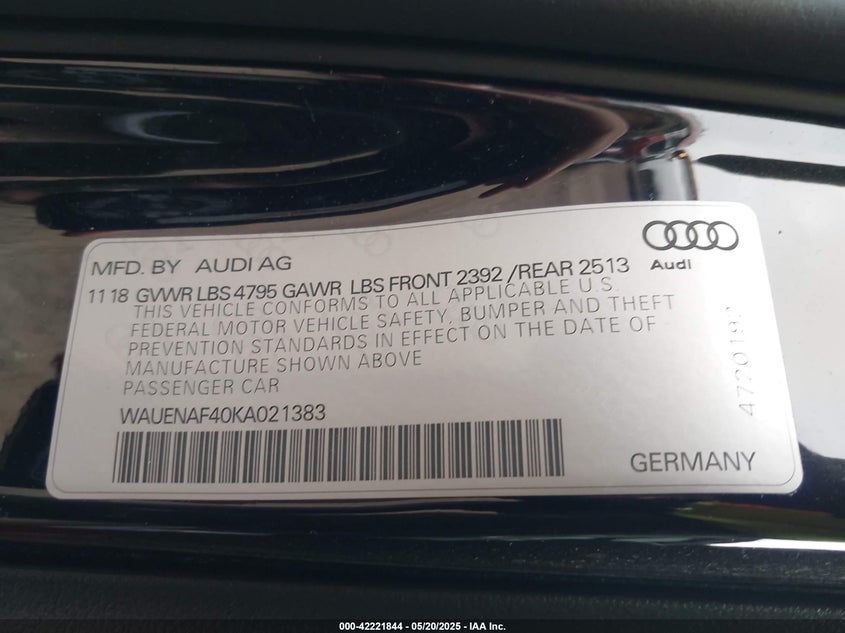 Audi
MFD. BY AUDI AG
11 18 GVWR LBS 4795 GAWR LBS FRONT 2392 /REAR 2513
THIS VEHICLE CONFORMS TO ALL APPLICABLE U.S.
FEDERAL MOTOR VEHICLE SAFETY, BUMPER AND THEFT
PREVENTION STANDARDS IN EFFECT ON THE DATE OF
MANUFACTURE SHOWN ABOVE
PASSENGER CAR
WAUENAF40KA021383
GERMANY
000-42221844 — 05/20/2025 — IAA Inc.